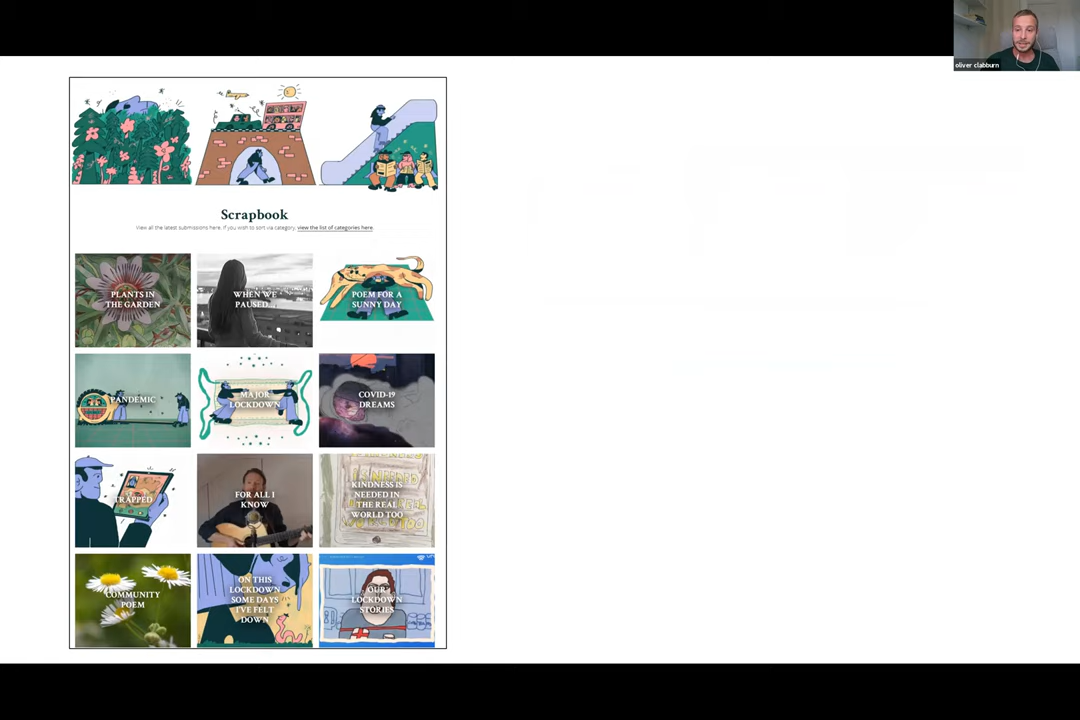 oliver clabburn
Scrapbook
View all the latest submissions here. If you wish to sort via category, view the list of categories here.
PLANTS IN
THE GARDEN
WHEN WE
PAUSED...
POEM FOR A
SUNNY DAY
PANDEMIC
MAJOR
LOCKDOWN
COVID-19
DREAMS
TRAPPED
FOR ALL I
KNOW
KINDNESS IS
NEEDED IN
THE REAL
WORLD TOO
COMMUNITY
POEM
ON THIS
LOCKDOWN
SOME DAYS
I'VE FELT
DOWN
OUR
LOCKDOWN
STORIES